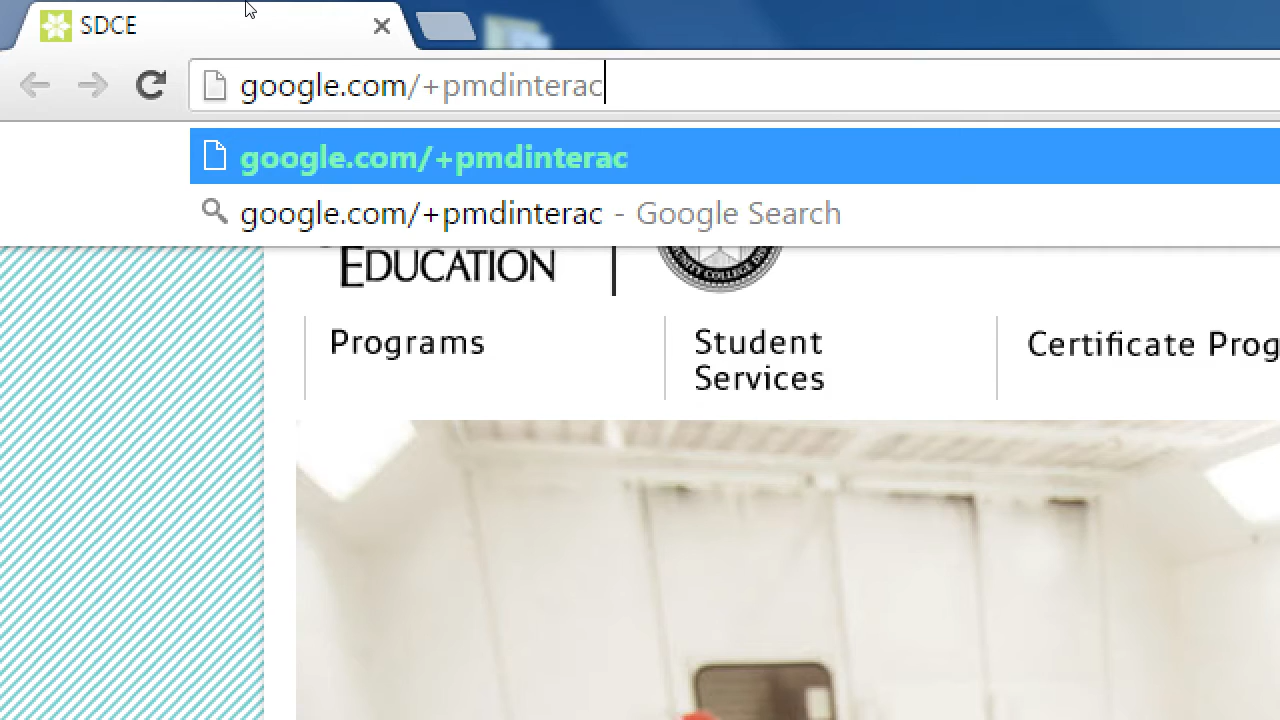 SDCE
google.com/+pmdinterac
google.com/+pmdinterac
google.com/+pmdinterac - Google Search
EDUCATION
Programs
Student
Services
Certificate Prog